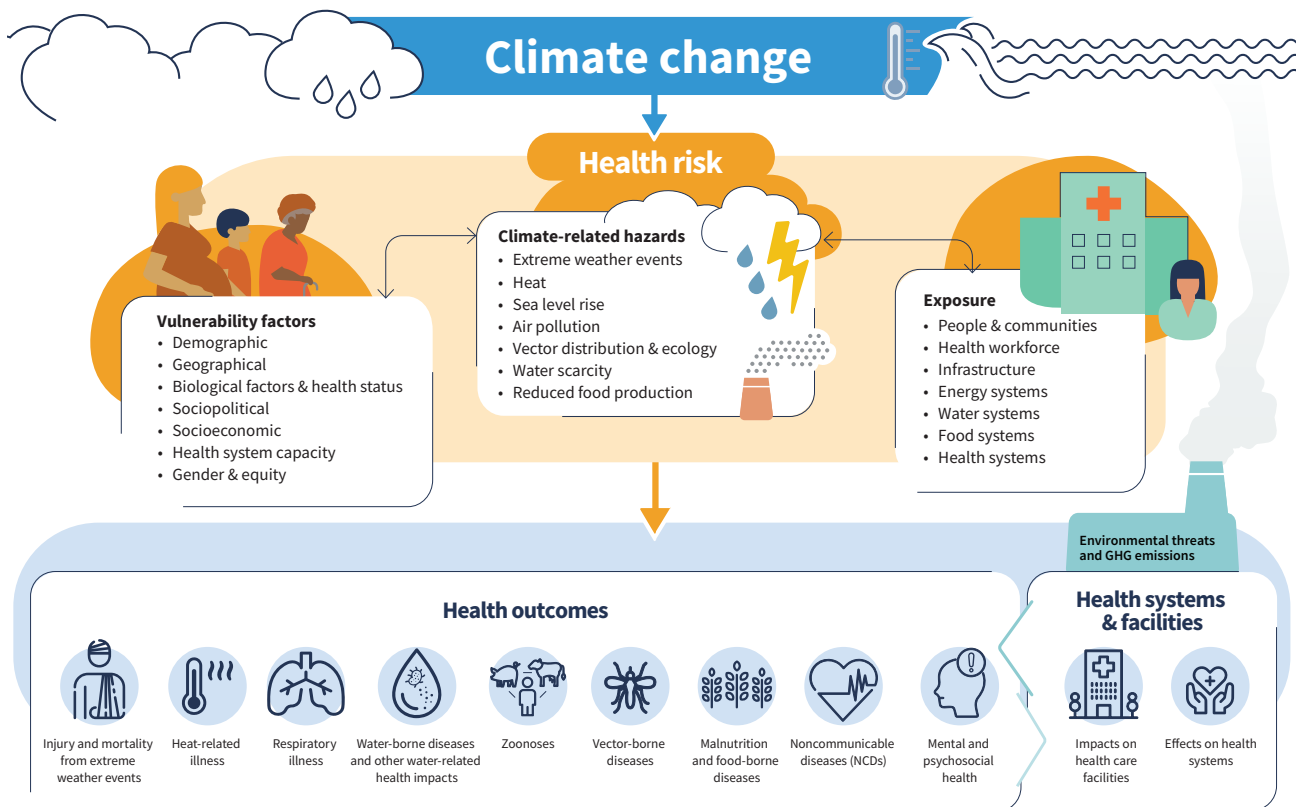 Climate change
Health risk
Vulnerability factors
• Demographic
• Geographical
• Biological factors & health status
• Sociopolitical
• Socioeconomic
• Health system capacity
• Gender & equity
Climate-related hazards
• Extreme weather events
• Heat
• Sea level rise
• Air pollution
• Vector distribution & ecology
• Water scarcity
• Reduced food production
Exposure
• People & communities
• Health workforce
• Infrastructure
• Energy systems
• Water systems
• Food systems
• Health systems
Environmental threats
and GHG emissions
Health outcomes
Injury and mortality
from extreme
weather events
Heat-related
illness
Respiratory
illness
Water-borne diseases
and other water-related
health impacts
Zoonoses
Vector-borne
diseases
Malnutrition
and food-borne
diseases
Noncommunicable
diseases (NCDs)
Mental and
psychosocial
health
Health systems
& facilities
Impacts on
health care
facilities
Effects on health
systems